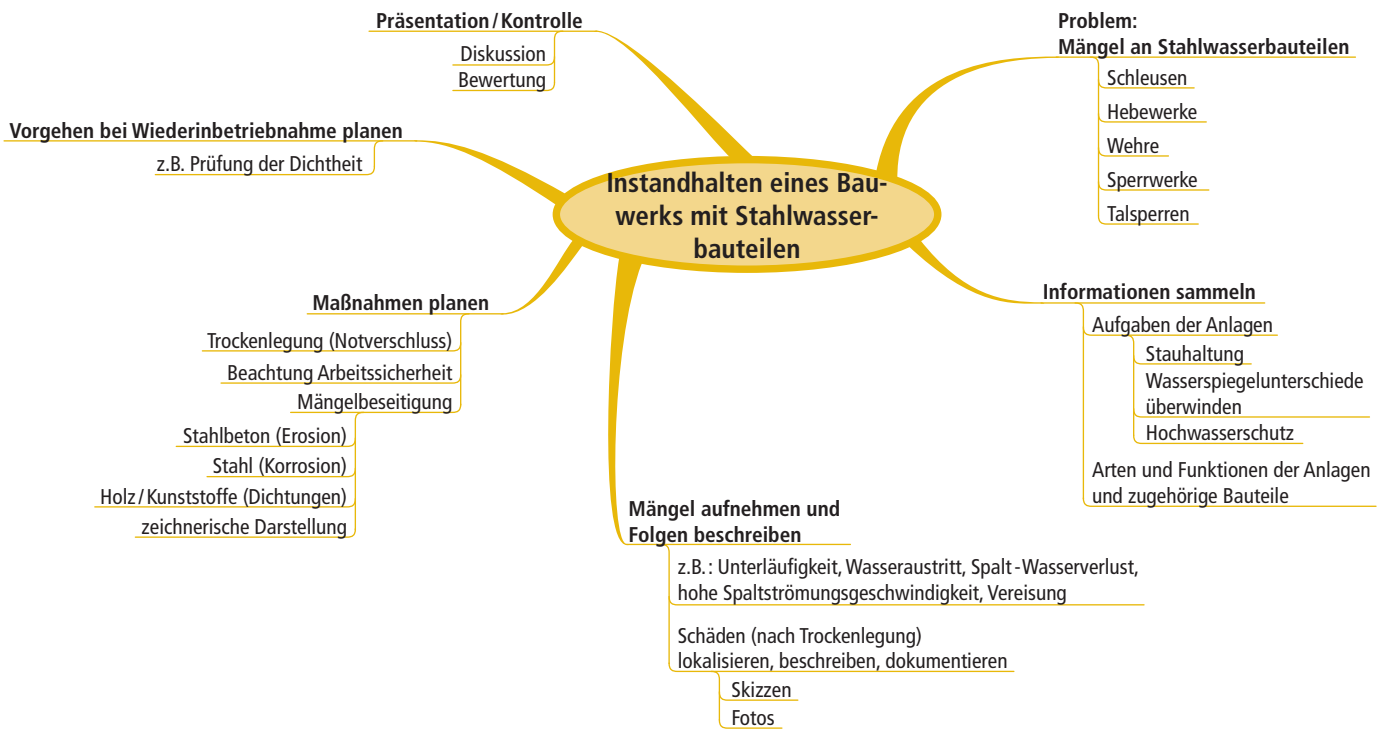 Instandhalten eines Bau-
werks mit Stahlwasser-
bauteilen
Problem:
Mängel an Stahlwasserbauteilen
Schleusen
Hebewerke
Wehre
Sperrwerke
Talsperren
Informationen sammeln
Aufgaben der Anlagen
Stauhaltung
Wasserspiegelunterschiede
überwinden
Hochwasserschutz
Arten und Funktionen der Anlagen
und zugehörige Bauteile
Mängel aufnehmen und
Folgen beschreiben
z.B.: Unterläufigkeit, Wasseraustritt, Spalt-Wasserverlust,
hohe Spaltströmungsgeschwindigkeit, Vereisung
Schäden (nach Trockenlegung)
lokalisieren, beschreiben, dokumentieren
Skizzen
Fotos
Maßnahmen planen
Trockenlegung (Notverschluss)
Beachtung Arbeitssicherheit
Mängelbeseitigung
Stahlbeton (Erosion)
Stahl (Korrosion)
Holz/Kunststoffe (Dichtungen)
zeichnerische Darstellung
Vorgehen bei Wiederinbetriebnahme planen
z.B. Prüfung der Dichtheit
Präsentation/Kontrolle
Diskussion
Bewertung